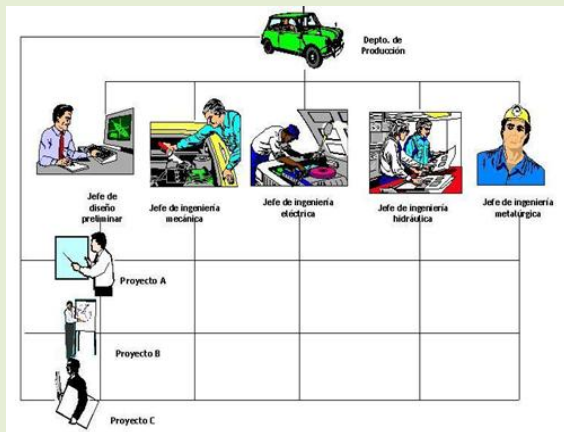 Depto. de
Producción
Jefe de
diseño
preliminar
Jefe de ingeniería
mecánica
Jefe de ingeniería
eléctrica
Jefe de ingeniería
hidráulica
Jefe de ingeniería
metalúrgica
Proyecto A
Proyecto B
Proyecto C